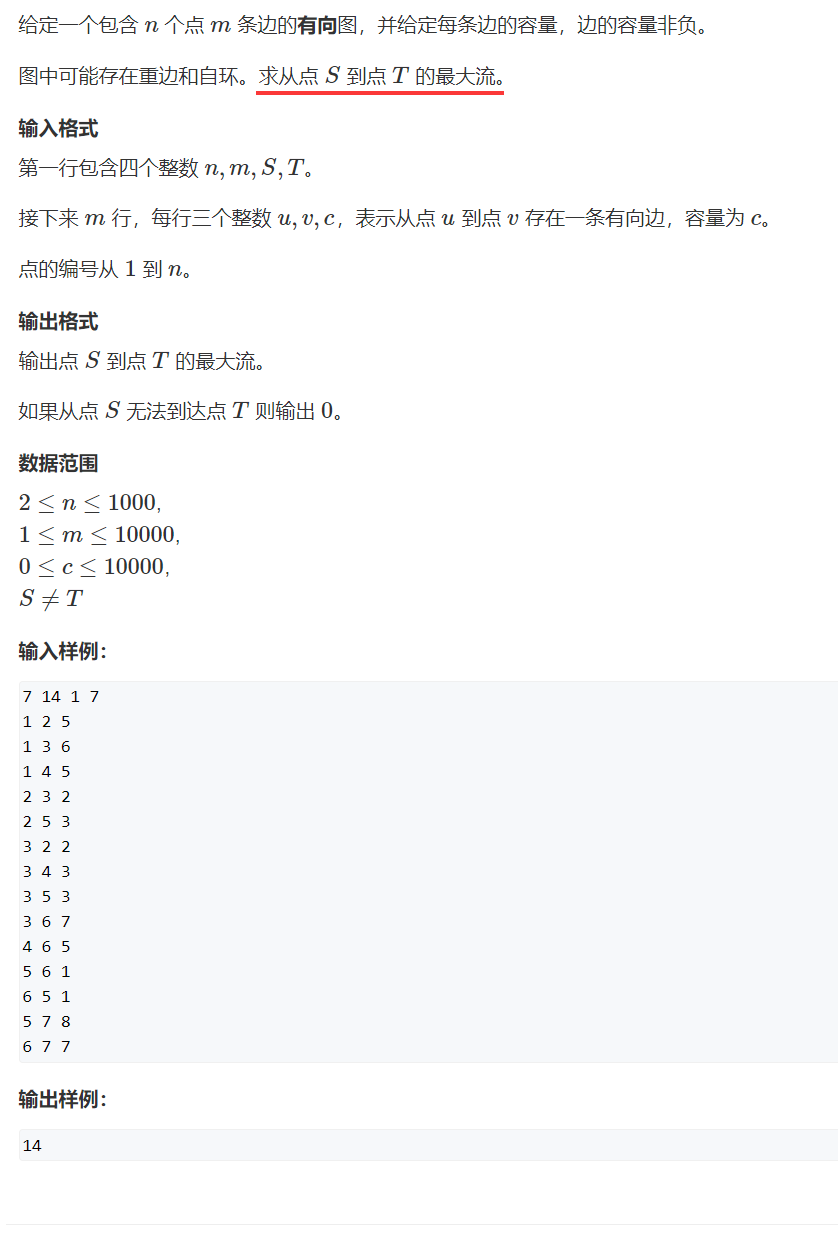 给定一个包含 n 个点 m 条边的有向图，并给定每条边的容量，边的容量非负。
图中可能存在重边和自环。求从点 S 到点 T 的最大流。
输入格式
第一行包含四个整数 n, m, S, T。
接下来 m 行，每行三个整数 u, v, c，表示从点 u 到点 v 存在一条有向边，容量为 c。
点的编号从 1 到 n。
输出格式
输出点 S 到点 T 的最大流。
如果从点 S 无法到达点 T 则输出 0。
数据范围
2 ≤ n ≤ 1000,
1 ≤ m ≤ 10000,
0 ≤ c ≤ 10000,
S ≠ T
输入样例：
7 14 1 7
1 2 5
1 3 6
1 4 5
2 3 2
2 5 3
3 2 2
3 4 3
3 5 3
3 6 7
4 6 5
5 6 1
6 5 1
5 7 8
6 7 7
输出样例：
14